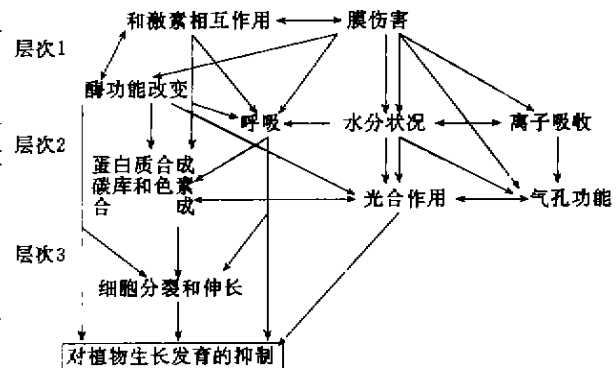 和激素相互作用 膜伤害
层次1
酶功能改变
呼吸 水分状况 离子吸收
层次2
蛋白质合成
碳库和色素
合 成
光合作用 气孔功能
层次3
细胞分裂和伸长
对植物生长发育的抑制